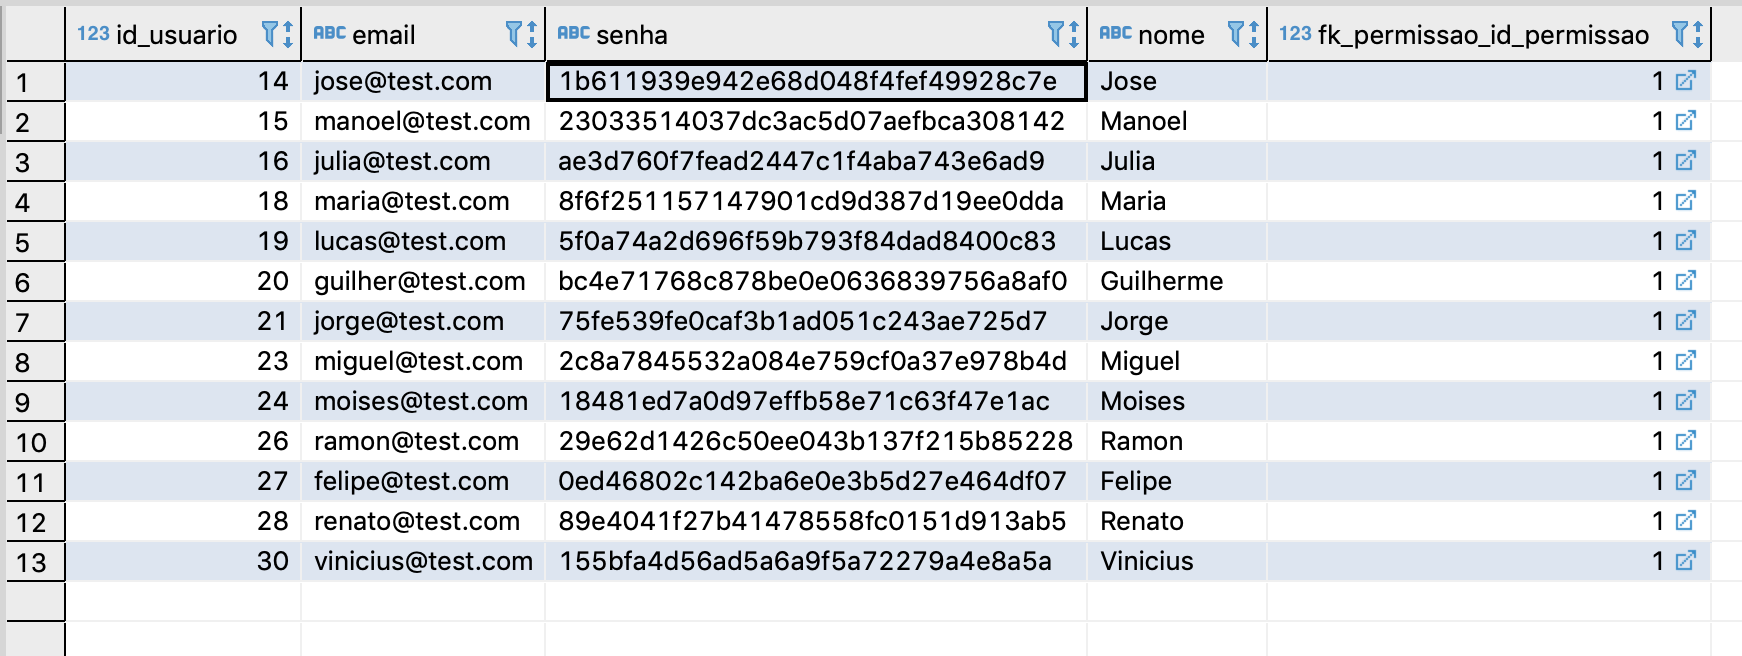 123 id_usuario ABC email ABC senha ABC nome 123 fk_permissao_id_permissao
1 14 jose@test.com 1b611939e942e68d048f4fef49928c7e Jose 1
2 15 manoel@test.com 23033514037dc3ac5d07aefbca308142 Manoel 1
3 16 julia@test.com ae3d760f7fead2447c1f4aba743e6ad9 Julia 1
4 18 maria@test.com 8f6f251157147901cd9d387d19ee0dda Maria 1
5 19 lucas@test.com 5f0a74a2d696f59b793f84dad8400c83 Lucas 1
6 20 guilher@test.com bc4e71768c878be0e0636839756a8af0 Guilherme 1
7 21 jorge@test.com 75fe539fe0caf3b1ad051c243ae725d7 Jorge 1
8 23 miguel@test.com 2c8a7845532a084e759cf0a37e978b4d Miguel 1
9 24 moises@test.com 18481ed7a0d97effb58e71c63f47e1ac Moises 1
10 26 ramon@test.com 29e62d1426c50ee043b137f215b85228 Ramon 1
11 27 felipe@test.com 0ed46802c142ba6e0e3b5d27e464df07 Felipe 1
12 28 renato@test.com 89e4041f27b41478558fc0151d913ab5 Renato 1
13 30 vinicius@test.com 155bfa4d56ad5a6a9f5a72279a4e8a5a Vinicius 1